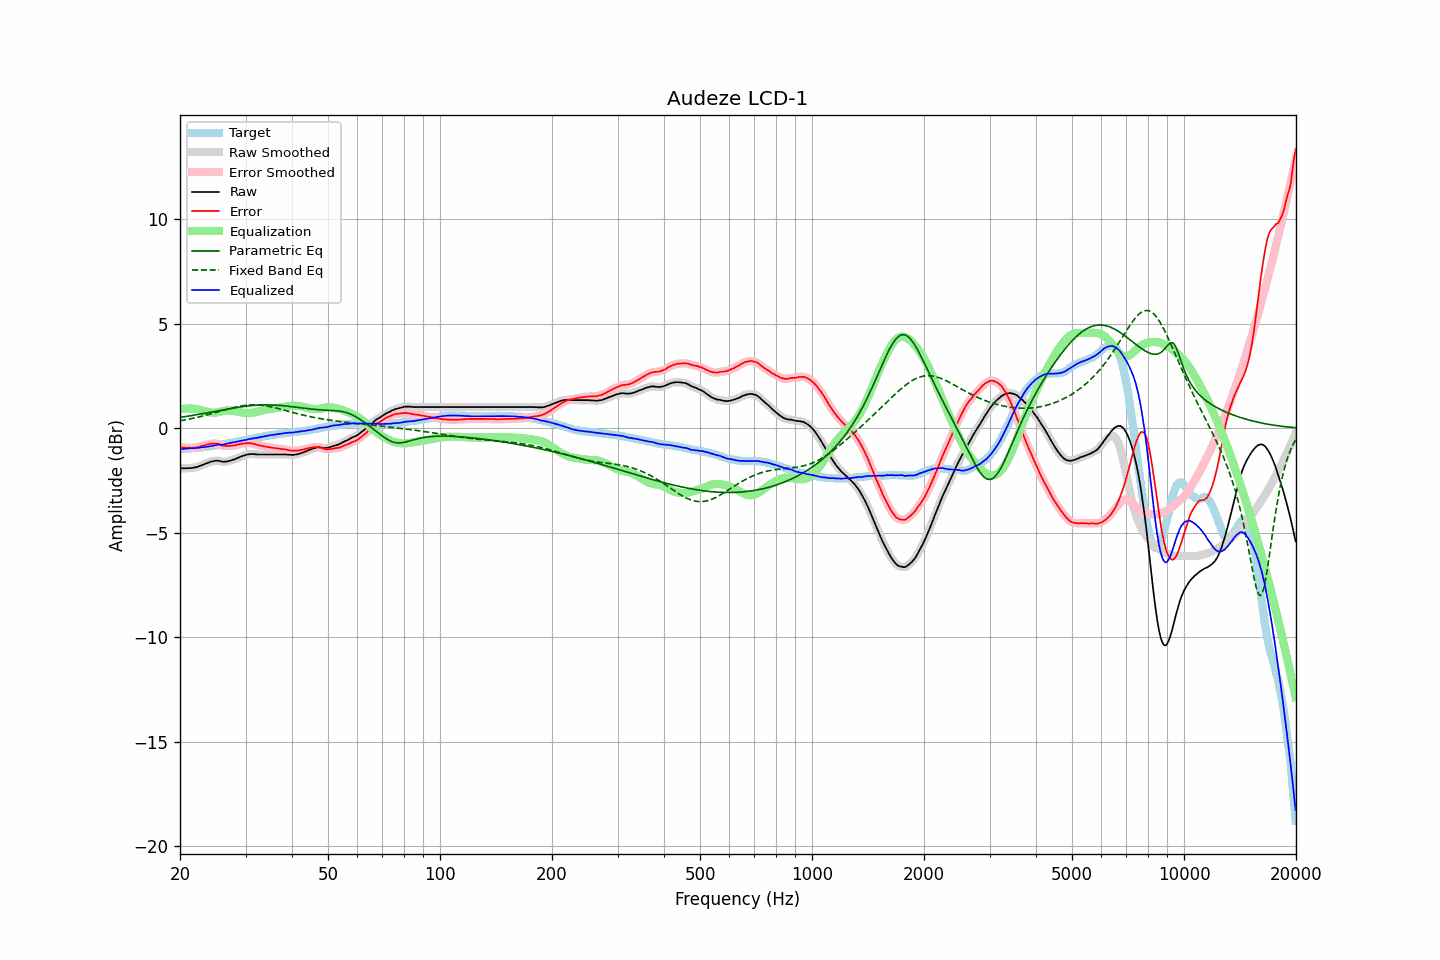 Audeze LCD-1
Target
Raw Smoothed
Error Smoothed
Raw
Error
Equalization
Parametric Eq
Fixed Band Eq
Equalized
Amplitude (dBr)
10
5
0
−5
−10
−15
−20
20 50 100 200 500 1000 2000 5000 10000 20000
Frequency (Hz)